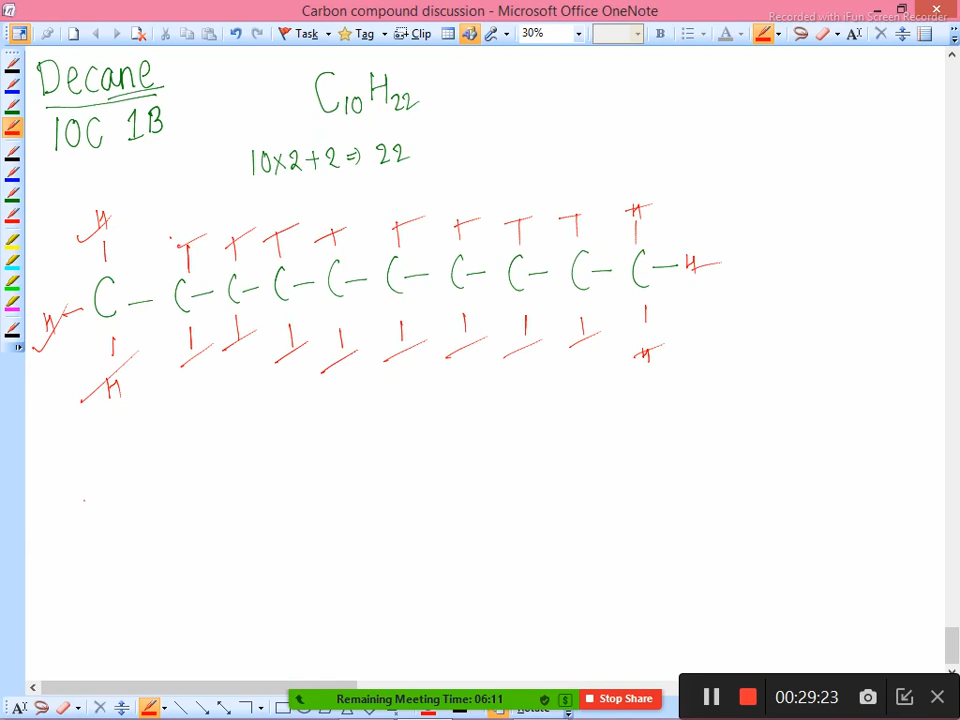 Carbon compound discussion - Microsoft Office OneNote
Recorded with iFun Screen Recorder
Task Tag Clip 30% B A
Decane C10H22
10C 1B
10x2+2⇒ 22
H H
C – C – C – C – C – C – C – C – C – C – H
H
H H
Remaining Meeting Time: 06:11 Stop Share
00:29:23